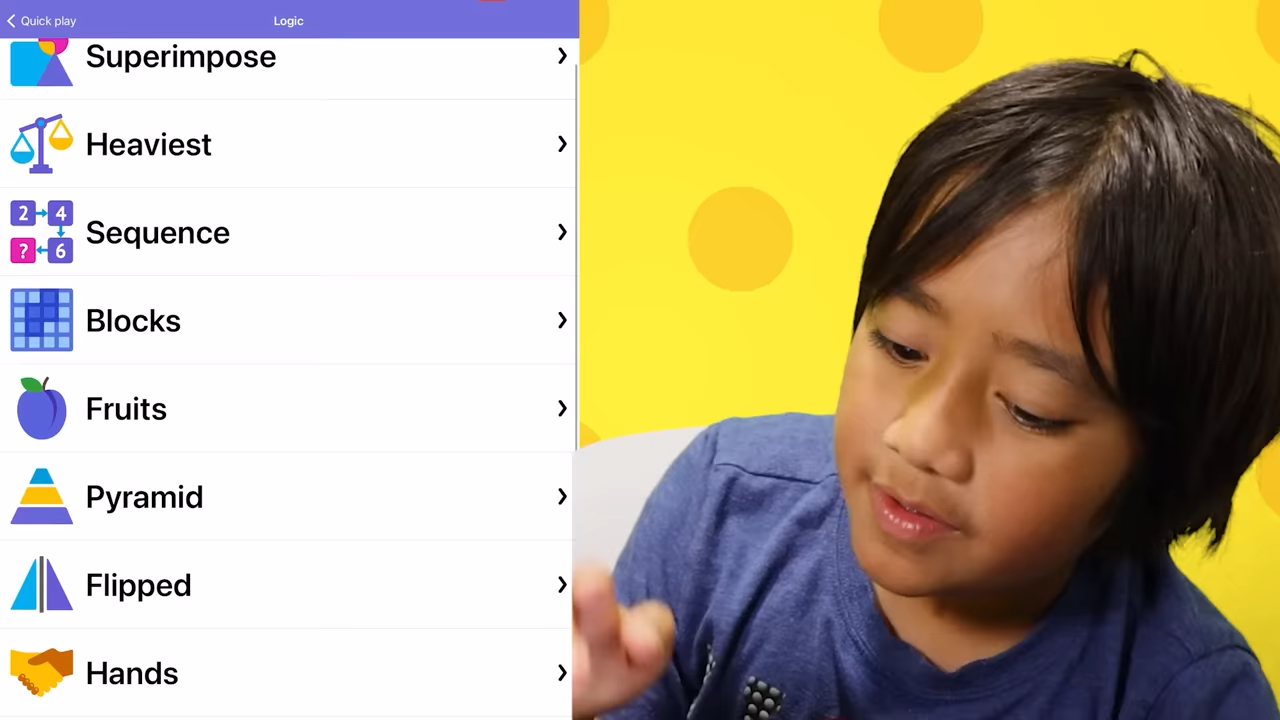 Quick play
Logic
Superimpose
Heaviest
2 4
? 6
Sequence
Blocks
Fruits
Pyramid
Flipped
Hands